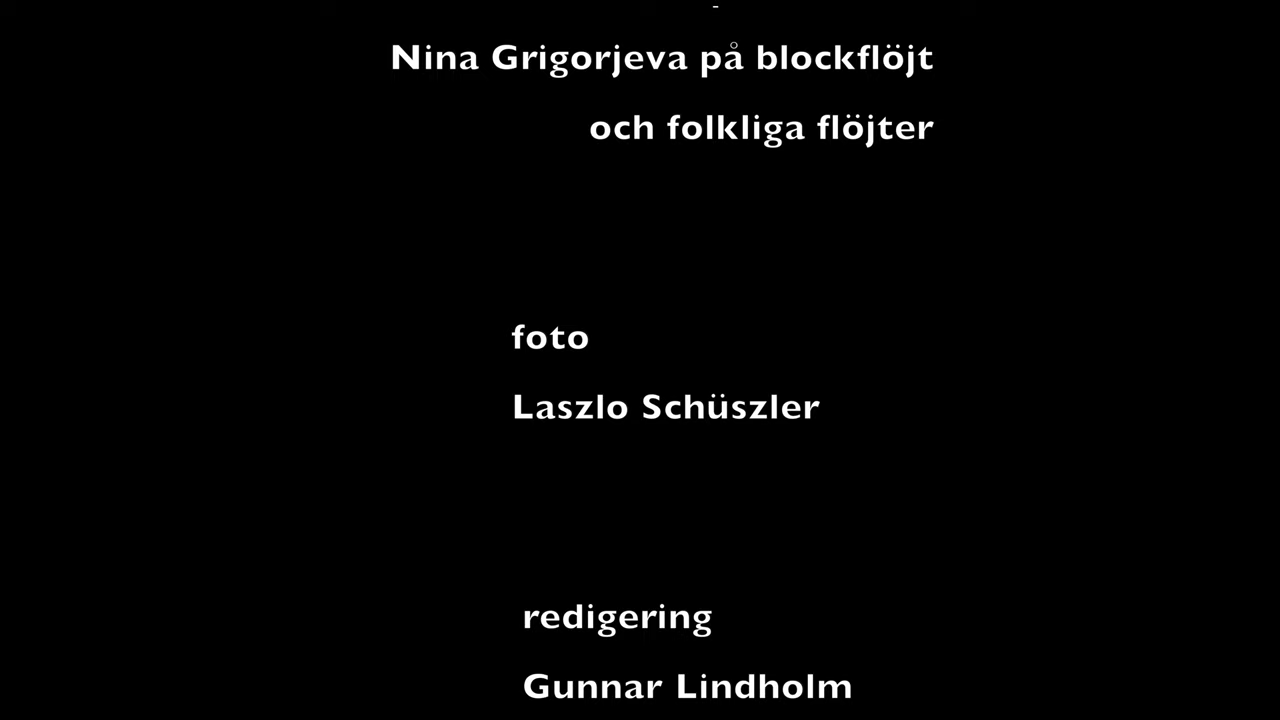 Nina Grigorjeva på blockflöjt
och folkliga flöjter
foto
Laszlo Schüszler
redigering
Gunnar Lindholm